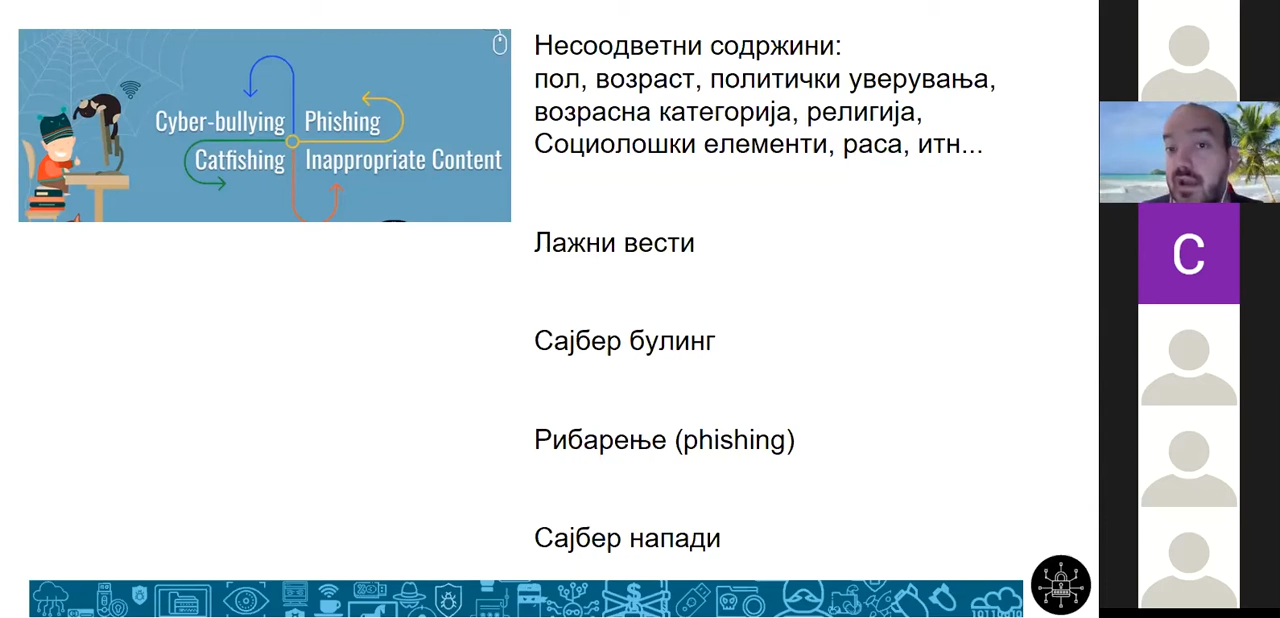 Cyber-bullying
Phishing
Catfishing
Inappropriate Content
Несоодветни содржини:
пол, возраст, политички уверувања,
возрасна категорија, религија,
Социолошки елементи, раса, итн...
Лажни вести
Сајбер булинг
Рибарење (phishing)
Сајбер напади
C